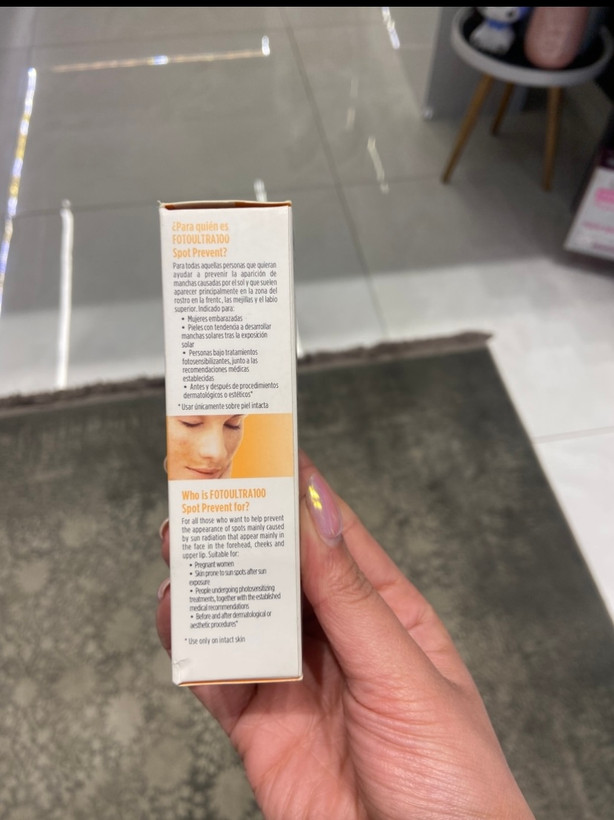 ¿Para quién es
FOTOULTRA100
Spot Prevent?
Para todas aquellas personas que quieran
ayudar a prevenir la aparición de
manchas causadas por el sol y que suelen
aparecer principalmente en la zona del
rostro en la frente, las mejillas y el labio
superior. Indicado para:
• Mujeres embarazadas
• Pieles con tendencia a desarrollar
manchas solares tras la exposición
solar
• Personas bajo tratamientos
fotosensibilizantes, junto a las
recomendaciones médicas
establecidas
• Antes y después de procedimientos
dermatológicos o estéticos*
* Usar únicamente sobre piel intacta
Who is FOTOULTRA100
Spot Prevent for?
For all those who want to help prevent
the appearance of spots mainly caused
by sun radiation that appear mainly in
the face in the forehead, cheeks and
upper lip. Suitable for:
• Pregnant women
• Skin prone to sun spots after sun
exposure
• People undergoing photosensitizing
treatments, together with the established
medical recommendations
• Before and after dermatological or
aesthetic procedures*
* Use only on intact skin